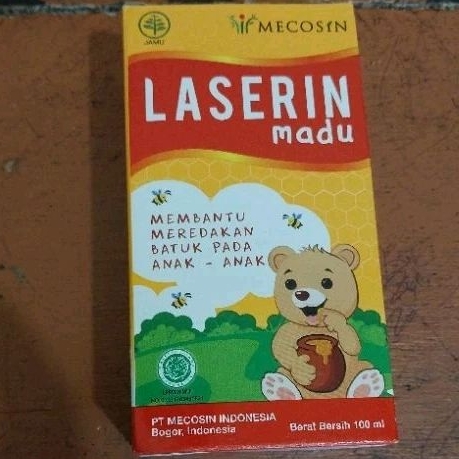 JAMU
MECOSIN
LASERIN
madu
MEMBANTU
MEREDAKAN
BATUK PADA
ANAK - ANAK
PT MECOSIN INDONESIA
Bogor, Indonesia
Berat Bersih 100 ml